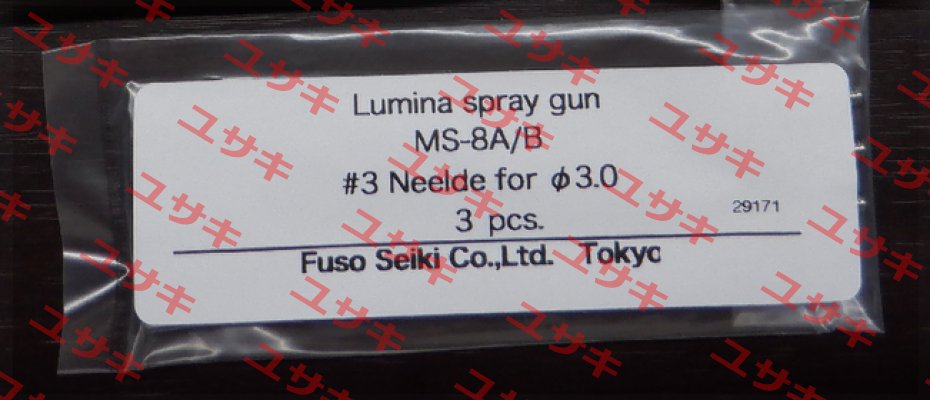 Lumina spray gun
MS-8A/B
#3 Neelde for φ3.0
3 pcs.
29171
Fuso Seiki Co.,Ltd. Tokyo
ユサキ